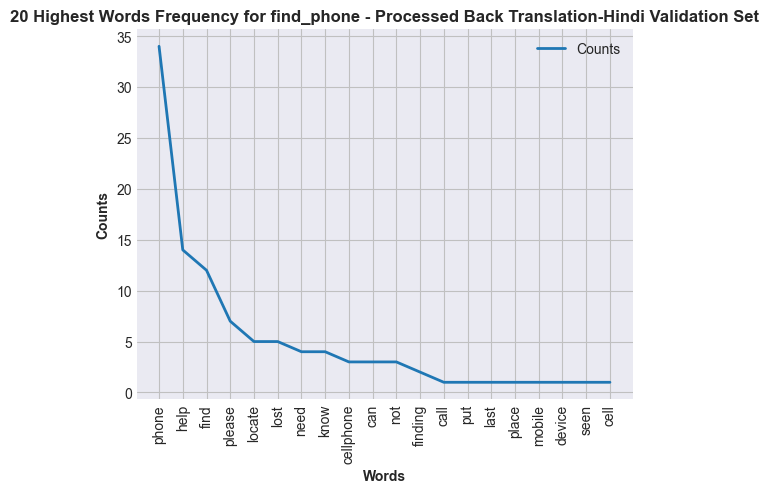 20 Highest Words Frequency for find_phone - Processed Back Translation-Hindi Validation Set
Counts
35
30
25
20
15
10
5
0
Counts
phone
help
find
please
locate
lost
need
know
cellphone
can
not
finding
call
put
last
place
mobile
device
seen
cell
Words